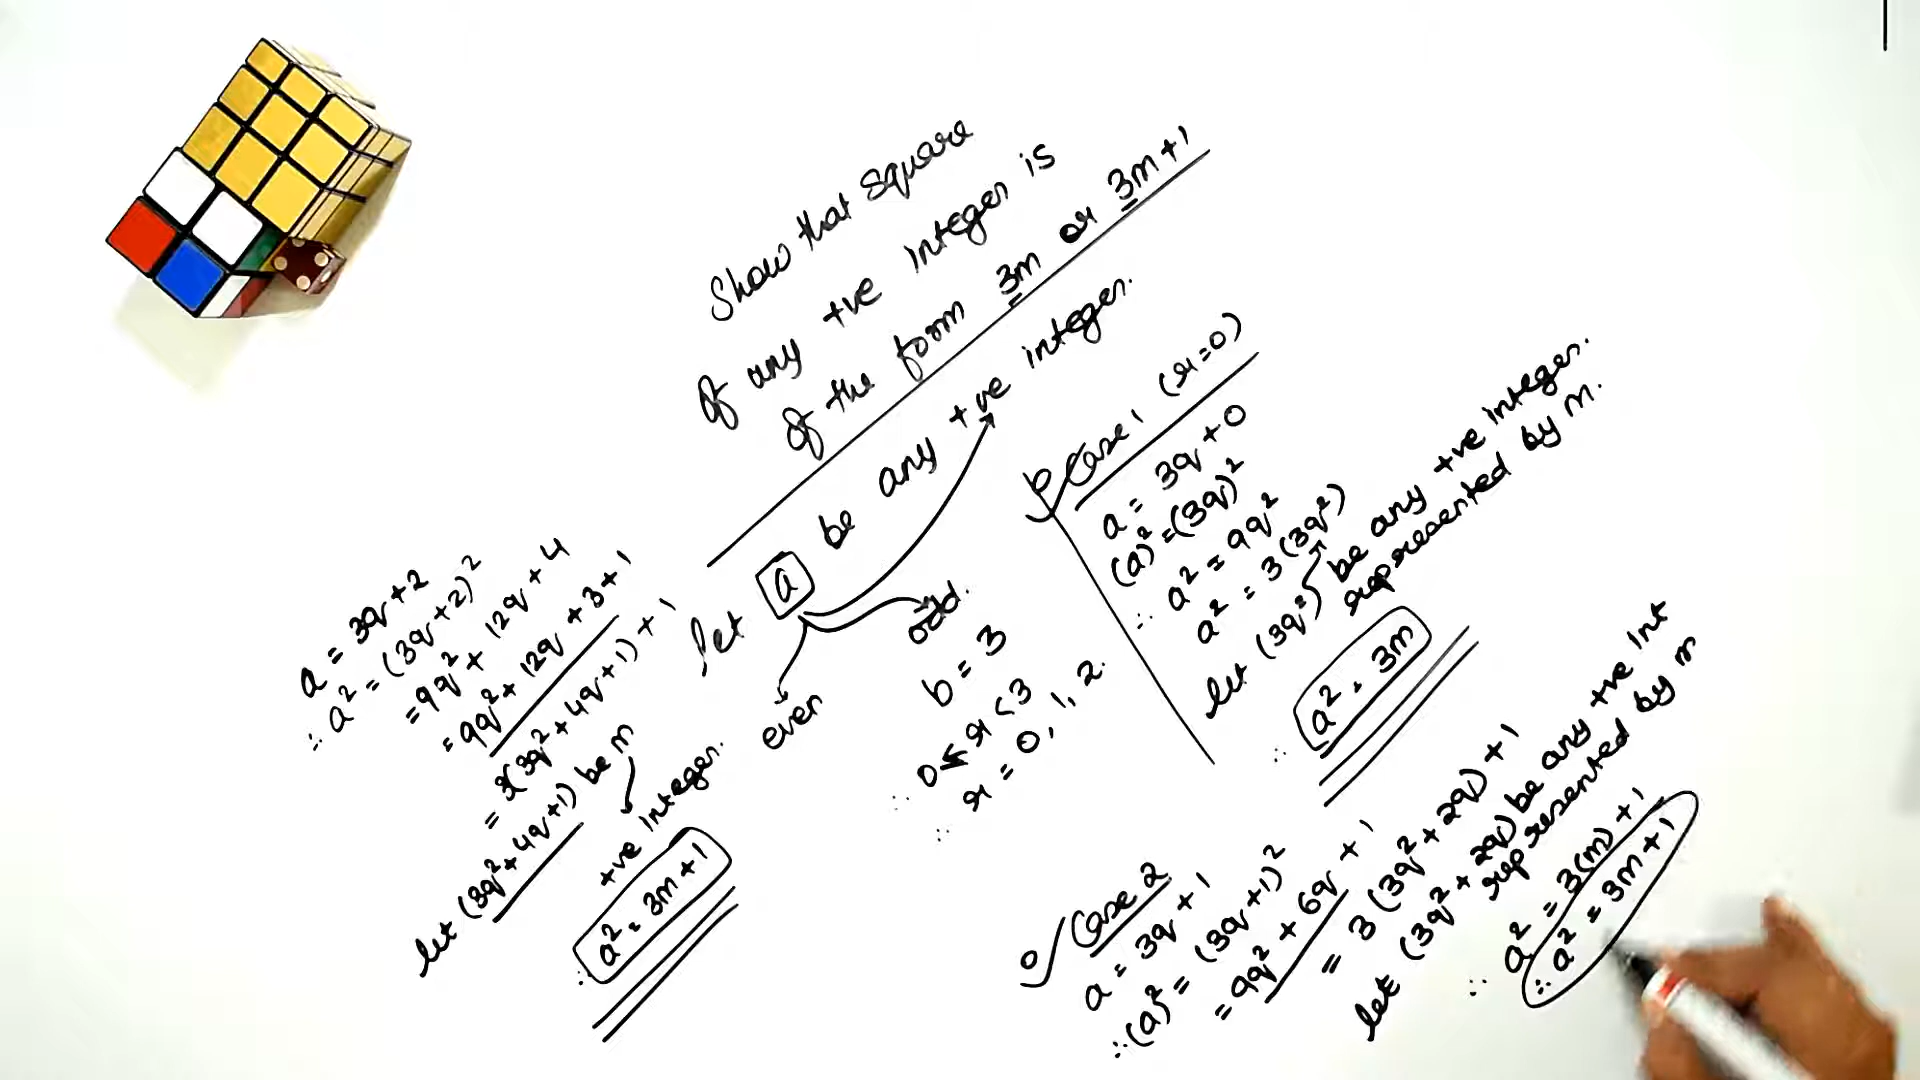 Show that square
of any +ve integer is
of the form 3m or 3m+1
let a be any +ve integer.
even
odd.
b = 3
∴ 0 ≤ r < 3
∴ r = 0, 1, 2.
Case 1 (r=0)
a = 3q + 0
(a)² = (3q)²
∴ a² = 9q²
a² = 3(3q²)
let (3q²) be any +ve integer.
represented by m.
∴ a² = 3m
Case 2
a = 3q + 1
∴ (a)² = (3q+1)²
= 9q² + 6q + 1
= 3(3q² + 2q) + 1
let (3q² + 2q) be any +ve int
represented by m
∴ a² = 3(m) + 1
∴ a² = 3m + 1
a = 3q + 2
∴ a² = (3q+2)²
= 9q² + 12q + 4
= 9q² + 12q + 3 + 1
= 3(3q² + 4q + 1) + 1
let (3q² + 4q + 1) be m
+ve integer.
∴ a² = 3m + 1